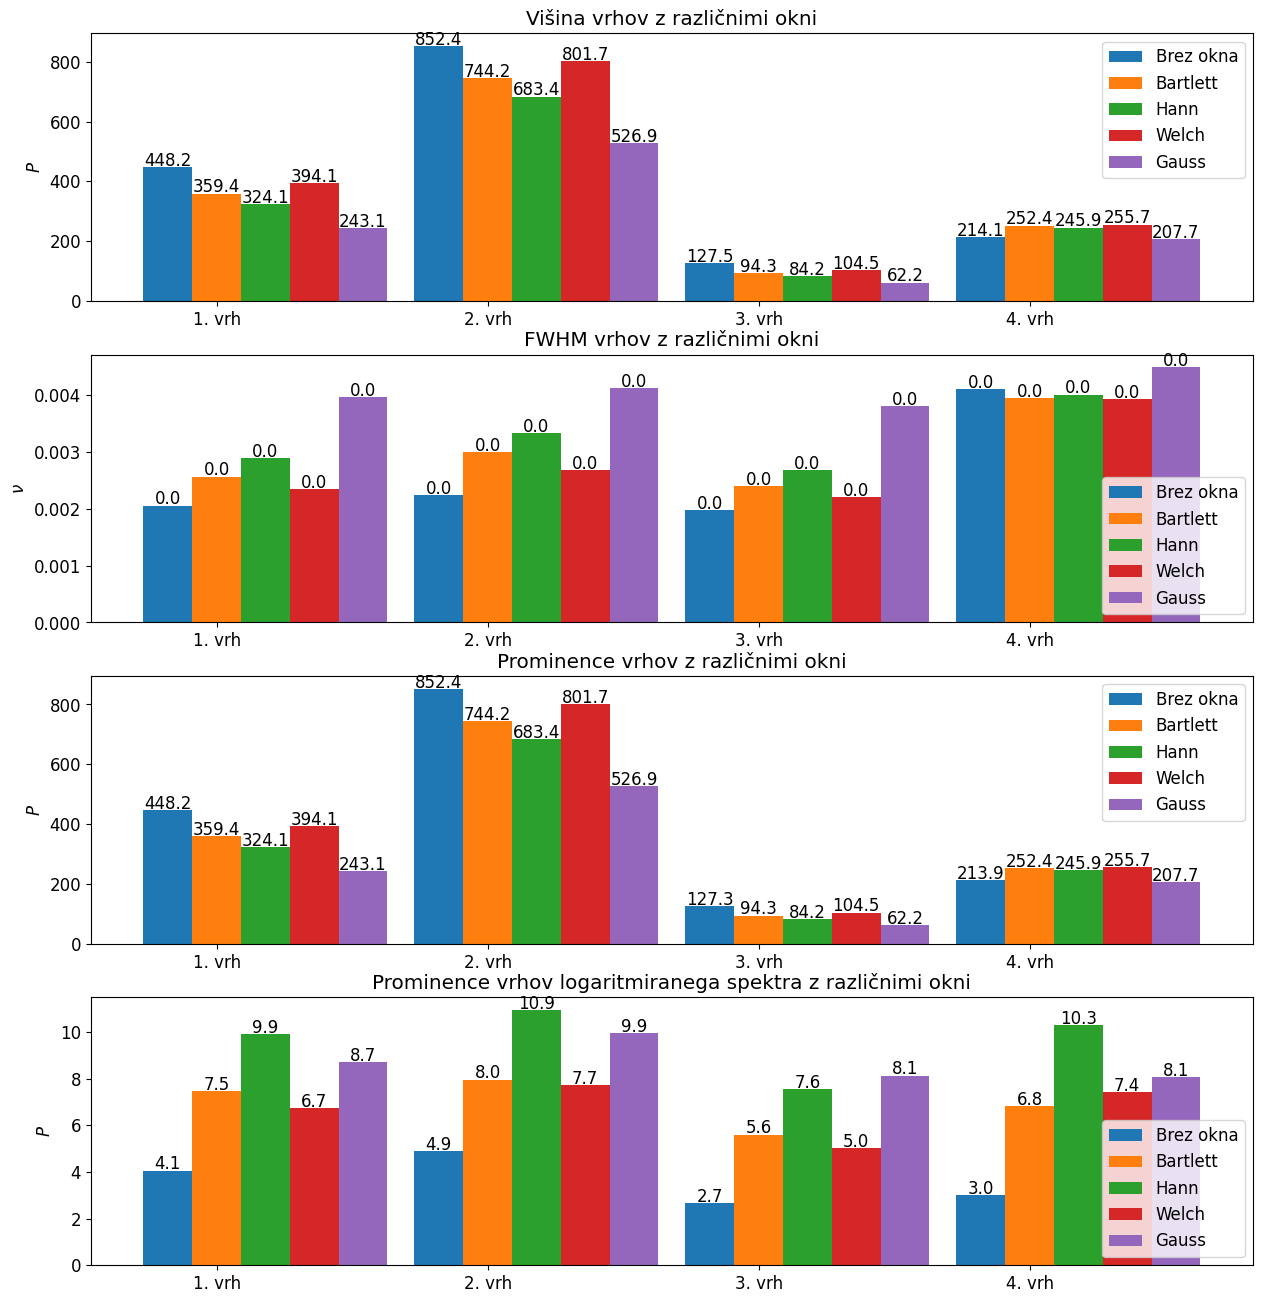 Višina vrhov z različnimi okni
P
800
600
400
200
0
448.2 359.4 324.1 394.1 243.1
852.4 744.2 683.4 801.7 526.9
127.5 94.3 84.2 104.5 62.2
214.1 252.4 245.9 255.7 207.7
Brez okna
Bartlett
Hann
Welch
Gauss
1. vrh 2. vrh 3. vrh 4. vrh
FWHM vrhov z različnimi okni
ν
0.004
0.003
0.002
0.001
0.000
0.0 0.0 0.0 0.0 0.0
0.0 0.0 0.0 0.0 0.0
0.0 0.0 0.0 0.0 0.0
0.0 0.0 0.0 0.0 0.0
Brez okna
Bartlett
Hann
Welch
Gauss
1. vrh 2. vrh 3. vrh 4. vrh
Prominence vrhov z različnimi okni
P
800
600
400
200
0
448.2 359.4 324.1 394.1 243.1
852.4 744.2 683.4 801.7 526.9
127.3 94.3 84.2 104.5 62.2
213.9 252.4 245.9 255.7 207.7
Brez okna
Bartlett
Hann
Welch
Gauss
1. vrh 2. vrh 3. vrh 4. vrh
Prominence vrhov logaritmiranega spektra z različnimi okni
P
10
8
6
4
2
0
4.1 7.5 9.9 6.7 8.7
4.9 8.0 10.9 7.7 9.9
2.7 5.6 7.6 5.0 8.1
3.0 6.8 10.3 7.4 8.1
Brez okna
Bartlett
Hann
Welch
Gauss
1. vrh 2. vrh 3. vrh 4. vrh